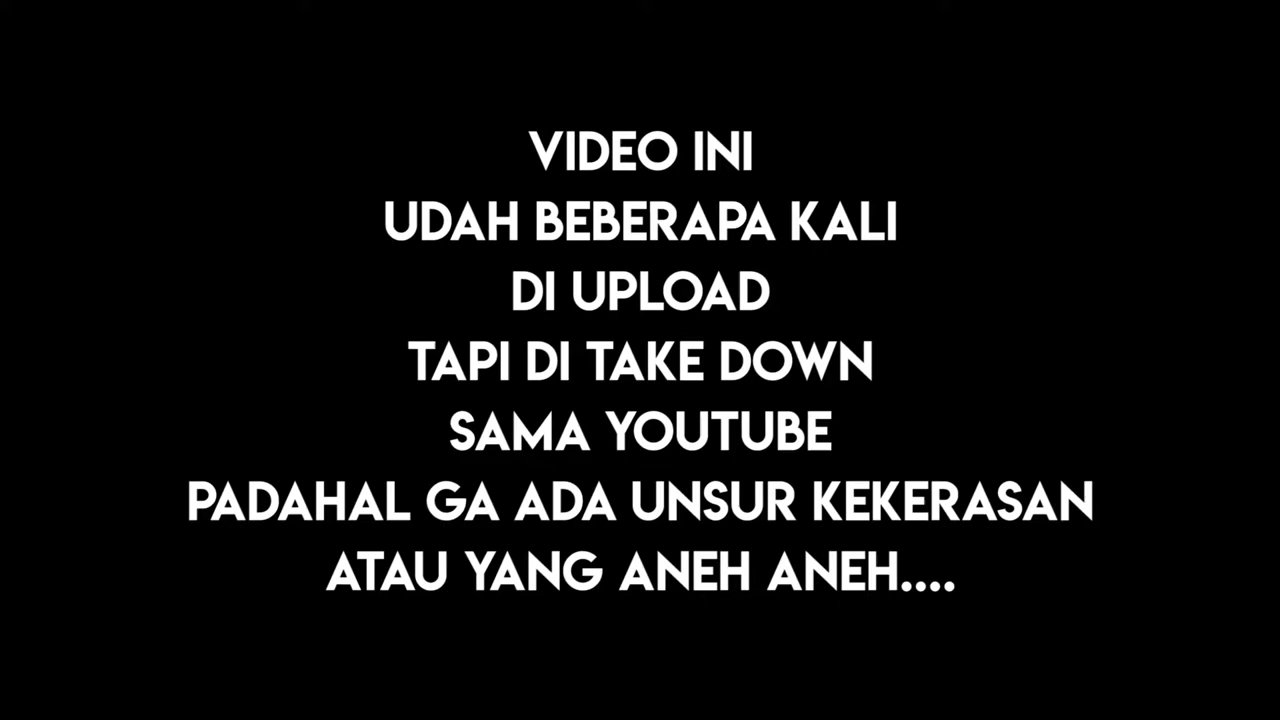 VIDEO INI
UDAH BEBERAPA KALI
DI UPLOAD
TAPI DI TAKE DOWN
SAMA YOUTUBE
PADAHAL GA ADA UNSUR KEKERASAN
ATAU YANG ANEH ANEH....